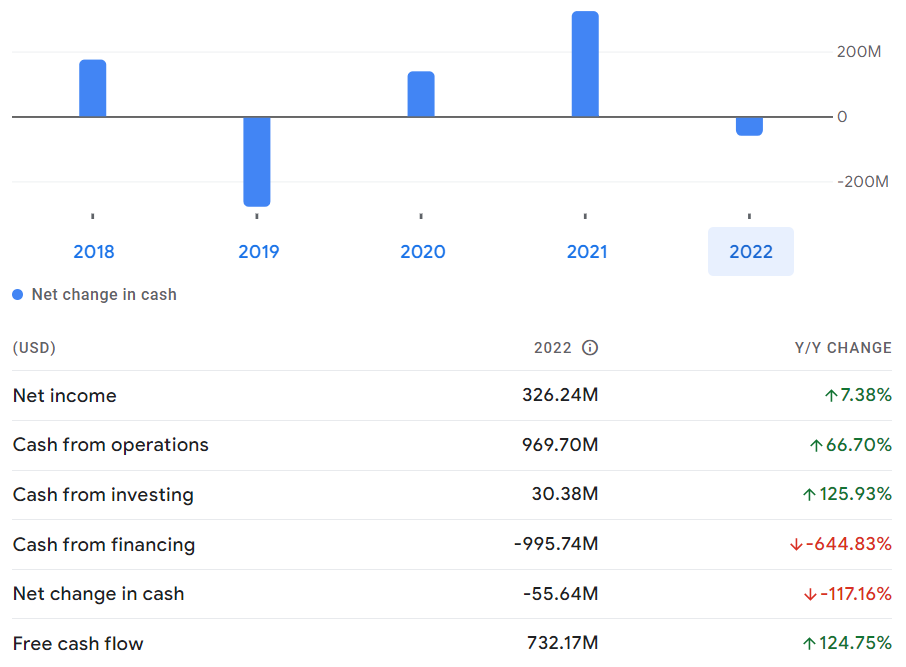 200M
0
-200M
2018 2019 2020 2021 2022
Net change in cash
(USD) 2022 Y/Y CHANGE
Net income 326.24M ↑7.38%
Cash from operations 969.70M ↑66.70%
Cash from investing 30.38M ↑125.93%
Cash from financing -995.74M ↓-644.83%
Net change in cash -55.64M ↓-117.16%
Free cash flow 732.17M ↑124.75%